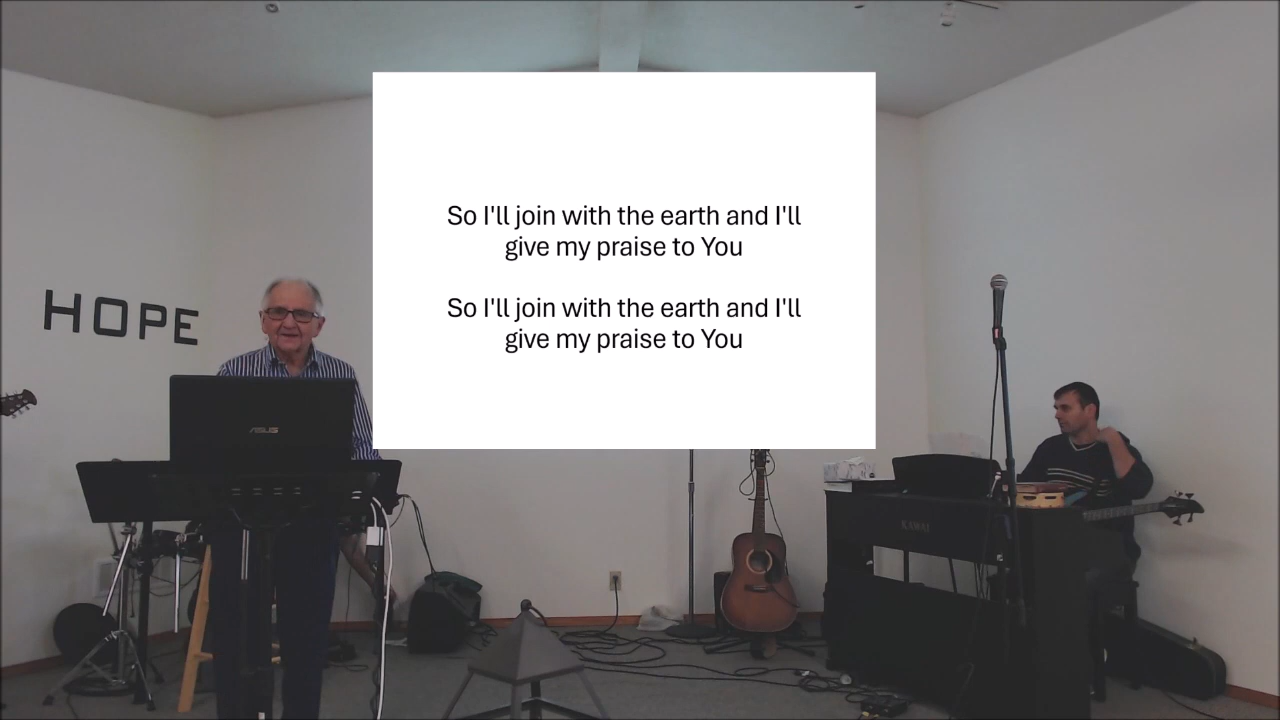 So I'll join with the earth and I'll
give my praise to You
So I'll join with the earth and I'll
give my praise to You
HOPE
ASUS
KAWAI